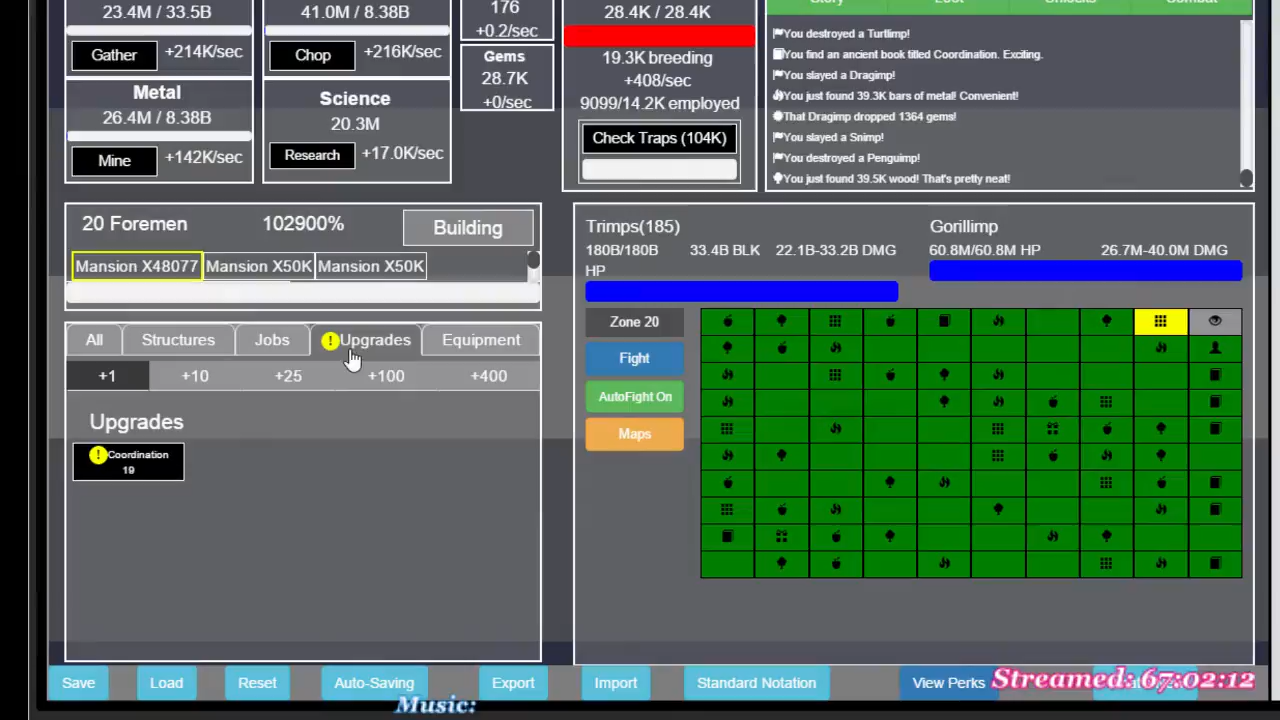 23.4M / 33.5B
Gather
+214K/sec
41.0M / 8.38B
Chop
+216K/sec
176
+0.2/sec
Gems
28.7K
+0/sec
Metal
26.4M / 8.38B
Mine
+142K/sec
Science
20.3M
Research
+17.0K/sec
28.4K / 28.4K
19.3K breeding
+408/sec
9099/14.2K employed
Check Traps (104K)
You destroyed a Turtlimp!
You find an ancient book titled Coordination. Exciting.
You slayed a Dragimp!
You just found 39.3K bars of metal! Convenient!
That Dragimp dropped 1364 gems!
You slayed a Snimp!
You destroyed a Penguimp!
You just found 39.5K wood! That's pretty neat!
20 Foremen
102900%
Building
Mansion X48077
Mansion X50K
Mansion X50K
All
Structures
Jobs
! Upgrades
Equipment
+1
+10
+25
+100
+400
Upgrades
! Coordination
19
Trimps(185)
180B/180B HP
33.4B BLK
22.1B-33.2B DMG
Gorillimp
60.8M/60.8M HP
26.7M-40.0M DMG
Zone 20
Fight
AutoFight On
Maps
Save
Load
Reset
Auto-Saving
Export
Import
Standard Notation
View Perks
Streamed: 67:02:12
Music: